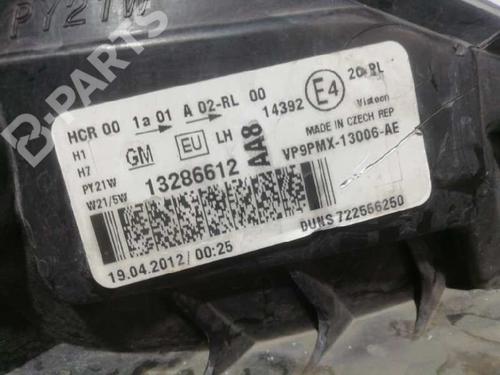 PY21W
HCR 00 1a 01 A 02-RL 00 14392 E4 20 PL
H1 GM EU LH AA8 Visteon
H7 MADE IN CZECH REP
PY21W 13286612 VP9PMX-13006-AE
W21/5W
DUNS 722566250
19.04.2012/ 00:25
B-PARTS